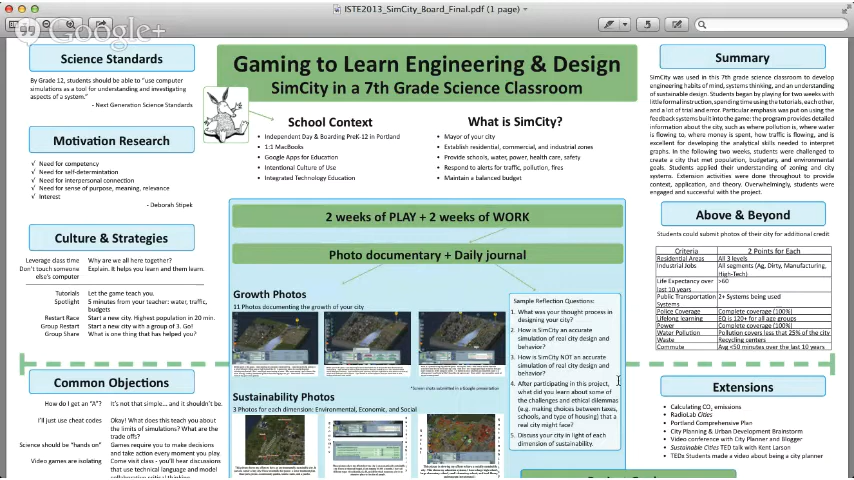 ISTE2013_SimCity_Board_Final.pdf (1 page)
Google+
Science Standards
By Grade 12, students should be able to "use computer
simulations as a tool for understanding and investigating
aspects of a system."
- Next Generation Science Standards
Motivation Research
√ Need for competency
√ Need for self-determination
√ Need for interpersonal connection
√ Need for sense of purpose, meaning, relevance
√ Interest
- Deborah Stipek
Culture & Strategies
Leverage class time Why are we all here together?
Don't touch someone Explain. It helps you learn and them learn.
else's computer
Tutorials Let the game teach you.
Spotlight 5 minutes from your teacher: water, traffic,
budgets
Restart Race Start a new city. Highest population in 20 min.
Group Restart Start a new city with a group of 3. Go!
Group Share What is one thing that has helped you?
Common Objections
How do I get an "A"? It's not that simple... and it shouldn't be.
I'll just use cheat codes Okay! What does this teach you about
the limits of simulations? What are the
trade offs?
Science should be "hands on" Games require you to make decisions
and take action every moment you play.
Video games are isolating Come visit class - you'll hear discussions
that use technical language and model
collaborative critical thinking.
Gaming to Learn Engineering & Design
SimCity in a 7th Grade Science Classroom
School Context
• Independent Day & Boarding PreK-12 in Portland
• 1:1 MacBooks
• Google Apps for Education
• Intentional Culture of Use
• Integrated Technology Education
What is SimCity?
• Mayor of your city
• Establish residential, commercial, and industrial zones
• Provide schools, water, power, health care, safety
• Respond to alerts for traffic, pollution, fires
• Maintain a balanced budget
2 weeks of PLAY + 2 weeks of WORK
Photo documentary + Daily journal
Growth Photos
11 Photos documenting the growth of your city
*Screen shots submitted in a Google presentation
Sustainability Photos
3 Photos for each dimension: Environmental, Economic, and Social
Sample Reflection Questions:
1. What was your thought process in
designing your city?
2. How is SimCity an accurate
simulation of real city design and
behavior?
3. How is SimCity NOT an accurate
simulation of real city design and
behavior?
4. After participating in this project,
what did you learn about some of
the challenges and ethical dilemmas
(e.g. making choices between taxes,
schools, and type of housing) that a
real city might face?
5. Discuss your city in light of each
dimension of sustainability.
Summary
SimCity was used in this 7th grade science classroom to develop
engineering habits of mind, systems thinking, and an understanding
of sustainable design. Students began by playing for two weeks with
little formal instruction, spending time using the tutorials, each other,
and a lot of trial and error. Particular emphasis was put on using the
feedback systems built into the game: the program provides detailed
information about the city, such as where pollution is, where water
is flowing to, where money is spent, how traffic is flowing, and is
excellent for developing the analytical skills needed to interpret
graphs. In the following two weeks, students were challenged to
create a city that met population, budgetary, and environmental
goals. Students applied their understanding of zoning and city
systems. Extension activities were done throughout to provide
context, application, and theory. Overwhelmingly, students were
engaged and successful with the project.
Above & Beyond
Students could submit photos of their city for additional credit
Criteria 2 Points for Each
Residential Areas All 3 levels
Industrial Jobs All segments (Ag, Dirty, Manufacturing,
High-Tech)
Life Expectancy over >60
last 10 years
Public Transportation 2+ Systems being used
Systems
Police Coverage Complete coverage (100%)
Lifelong learning EQ is 120+ for all age groups
Power Complete coverage (100%)
Water Pollution Pollution covers less that 25% of the city
Waste Recycling centers
Commute Avg <50 minutes over the last 10 years
Extensions
• Calculating CO2 emissions
• RadioLab Cities
• Portland Comprehensive Plan
• City Planning & Urban Development Brainstorm
• Video conference with City Planner and Blogger
• Sustainable Cities TED talk with Kent Larson
• TEDx Students made a video about being a city planner